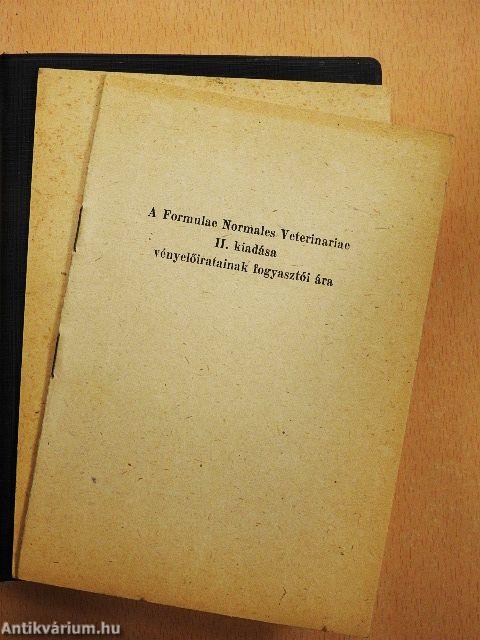 A Formulae Normales Veterinariae
II. kiadása
vényelőiratainak fogyasztói ára
Antikvárium.hu